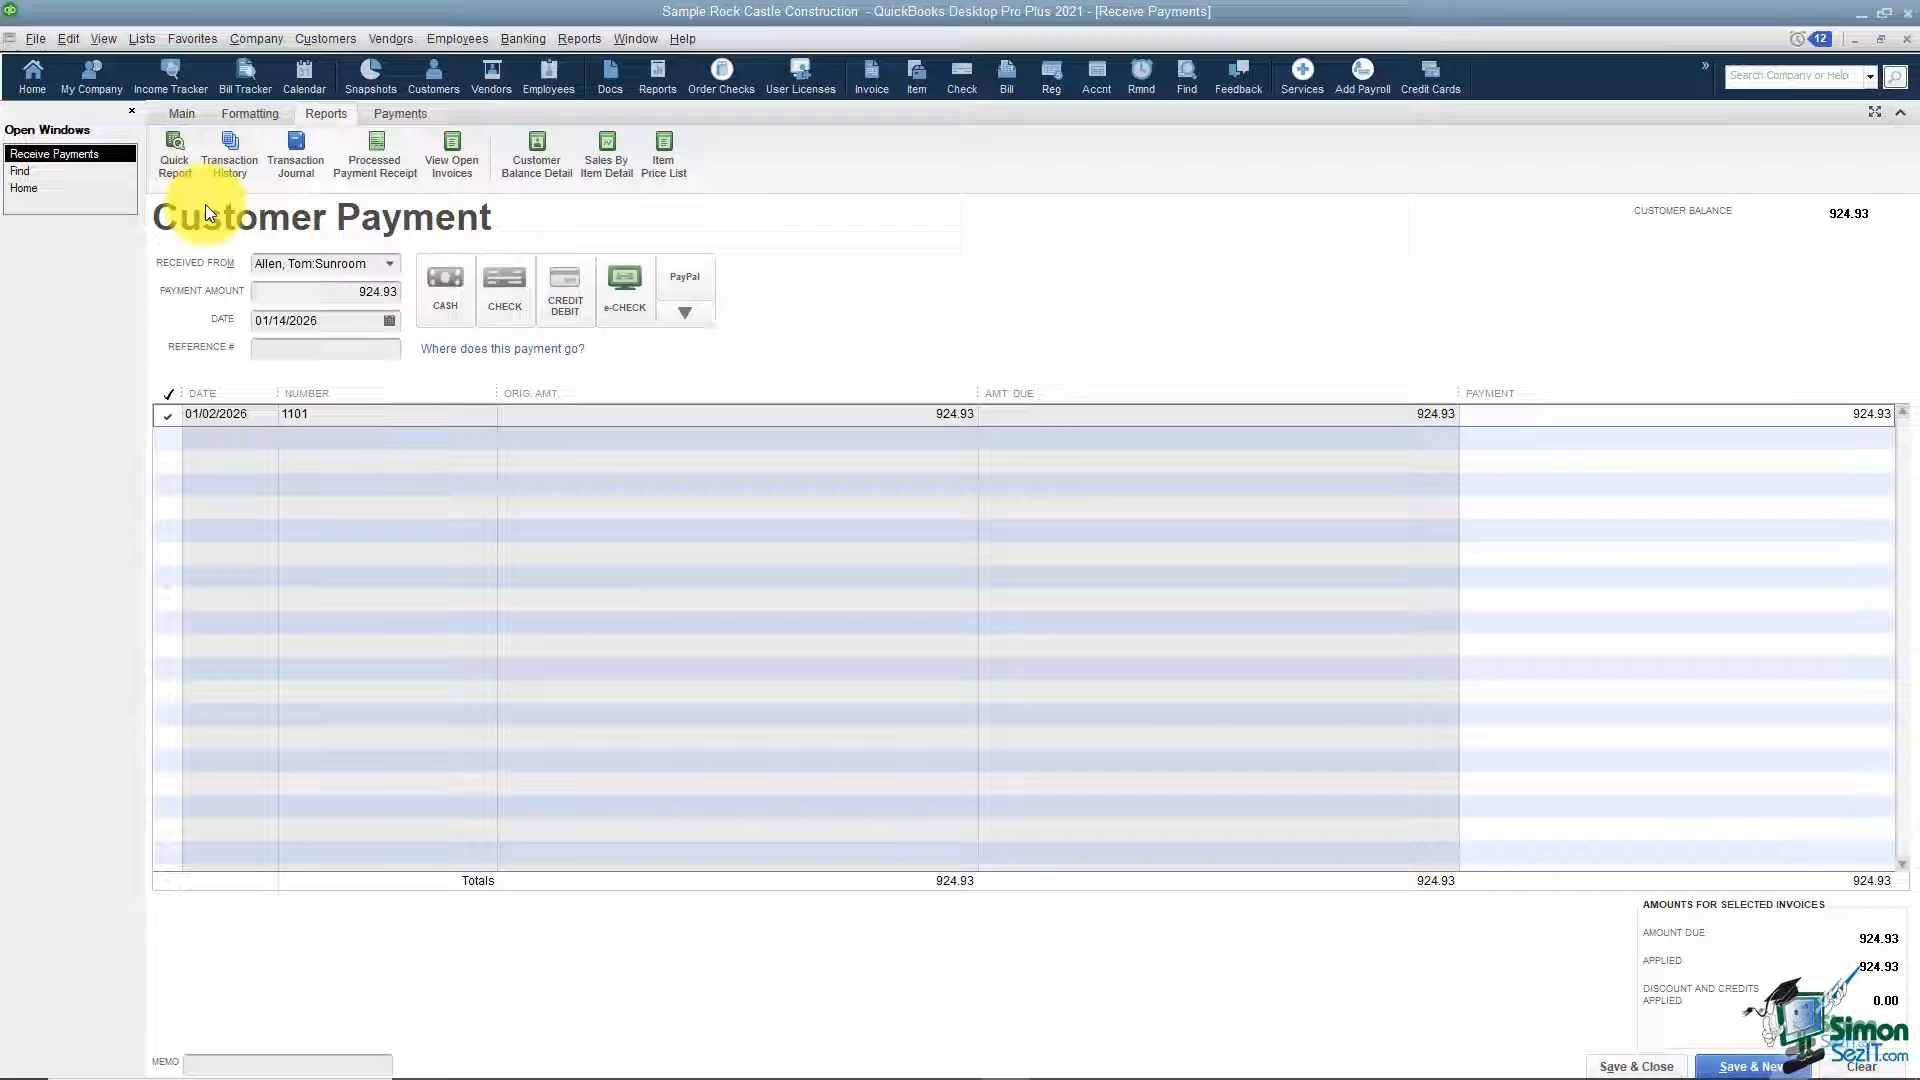 Sample Rock Castle Construction - QuickBooks Desktop Pro Plus 2021 - [Receive Payments]
File Edit View Lists Favorites Company Customers Vendors Employees Banking Reports Window Help
12
Home My Company Income Tracker Bill Tracker Calendar Snapshots Customers Vendors Employees Docs Reports Order Checks User Licenses Invoice Item Check Bill Reg Accnt Rmnd Find Feedback Services Add Payroll Credit Cards
Search Company or Help
Main Formatting Reports Payments
Open Windows
Receive Payments
Find
Home
Quick Report
Transaction History
Transaction Journal
Processed Payment Receipt
View Open Invoices
Customer Balance Detail
Sales By Item Detail
Item Price List
Customer Payment
CUSTOMER BALANCE 924.93
RECEIVED FROM Allen, Tom:Sunroom
PAYMENT AMOUNT 924.93
DATE 01/14/2026
REFERENCE #
CASH
CHECK
CREDIT DEBIT
e-CHECK
PayPal
Where does this payment go?
DATE NUMBER ORIG. AMT. AMT. DUE PAYMENT
01/02/2026 1101 924.93 924.93 924.93
Totals 924.93 924.93 924.93
AMOUNTS FOR SELECTED INVOICES
AMOUNT DUE 924.93
APPLIED 924.93
DISCOUNT AND CREDITS
APPLIED 0.00
MEMO
Save & Close Save & New Clear
Simon
SezIT.com